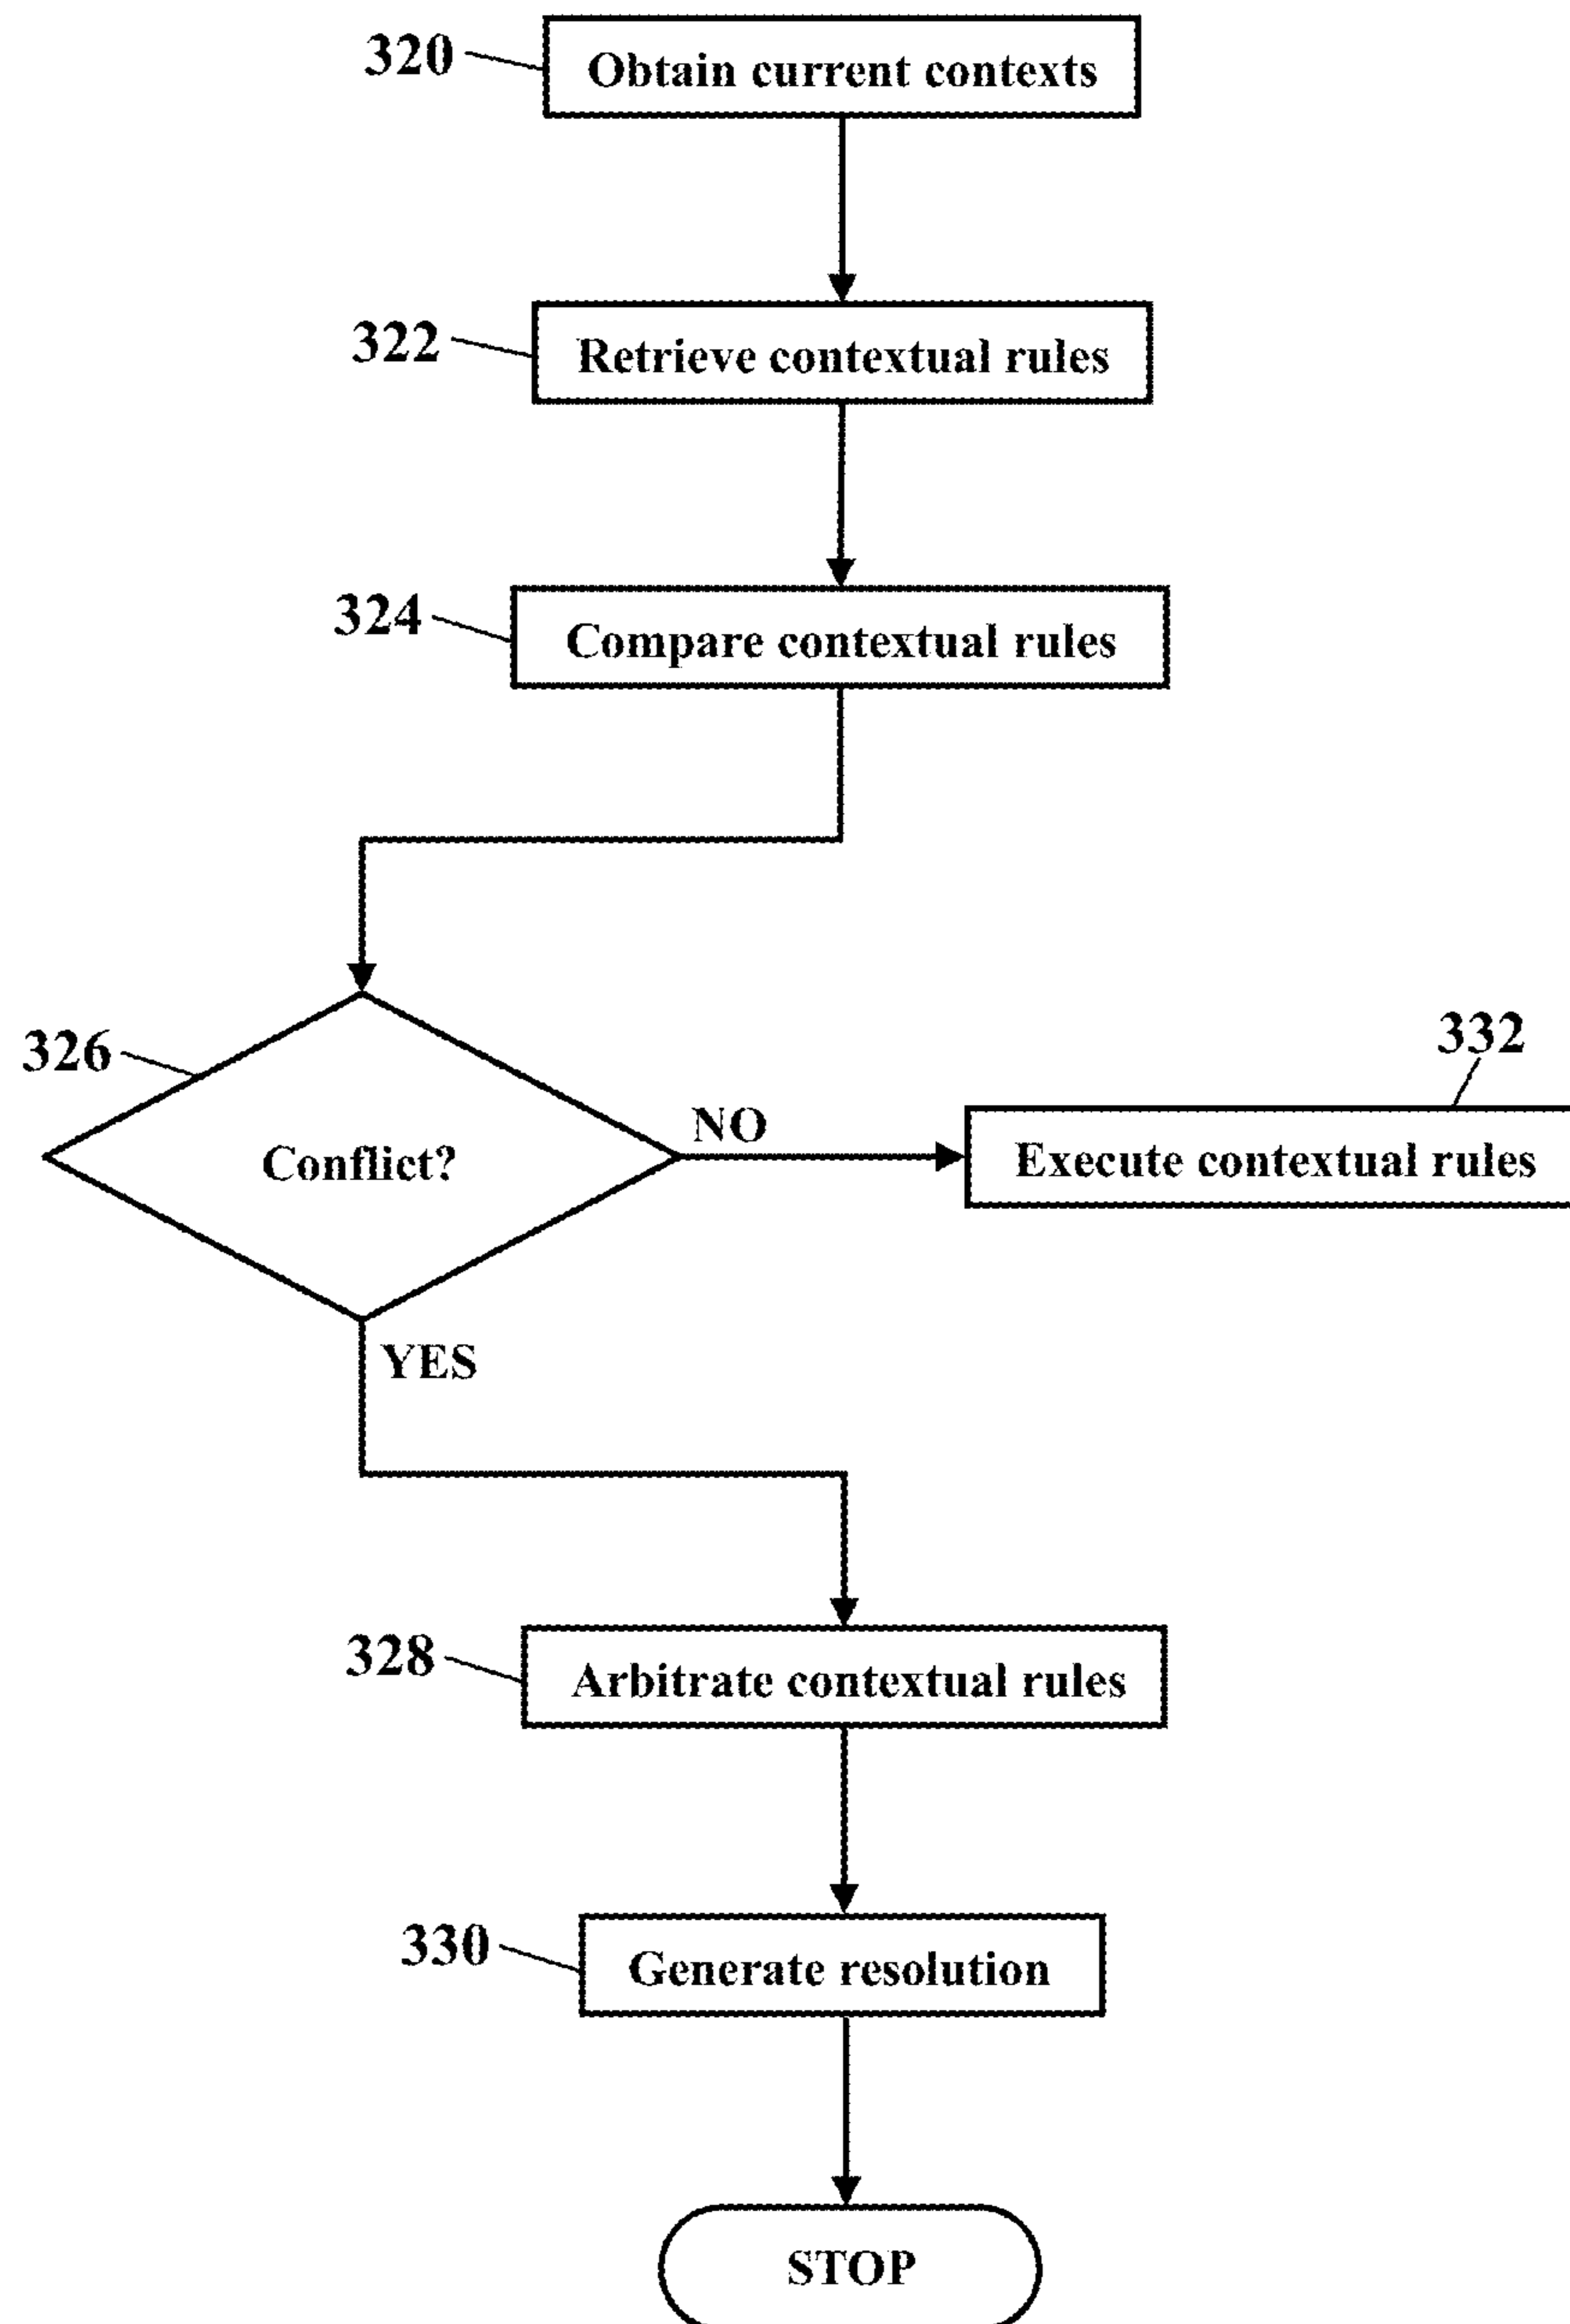 320
Obtain current contexts
322
Retrieve contextual rules
324
Compare contextual rules
326
Conflict?
NO
332
Execute contextual rules
YES
328
Arbitrate contextual rules
330
Generate resolution
STOP